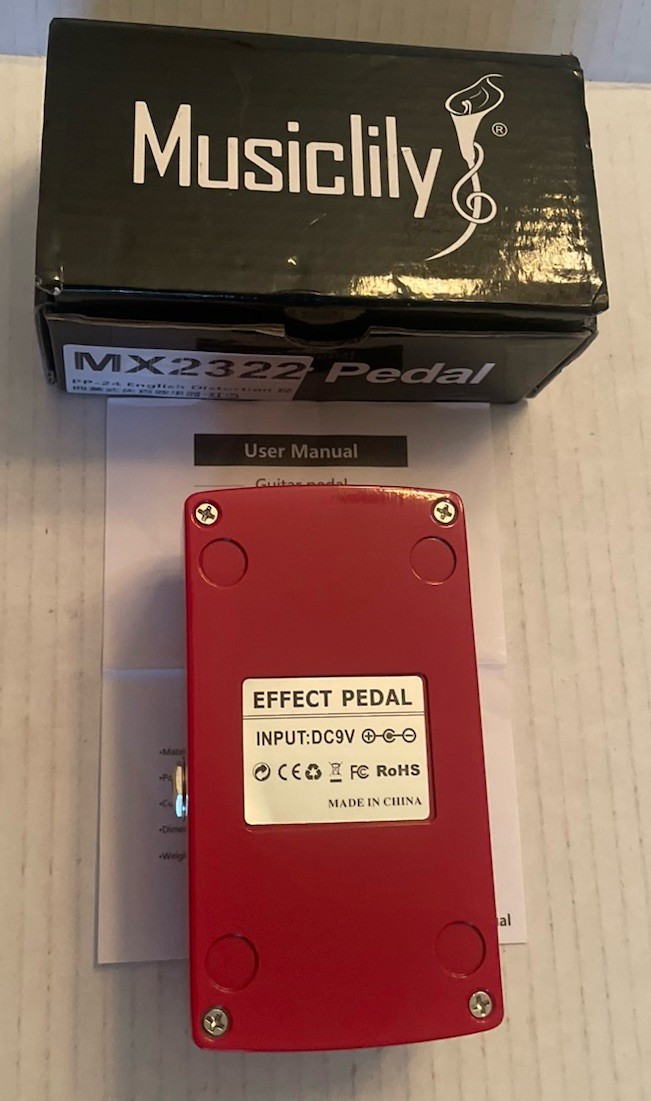 Musiclily ®
MX2322 Pedal
PP-24 English Distortion
User Manual
Guitar pedal
EFFECT PEDAL
INPUT:DC9V
CE FC RoHS
MADE IN CHINA